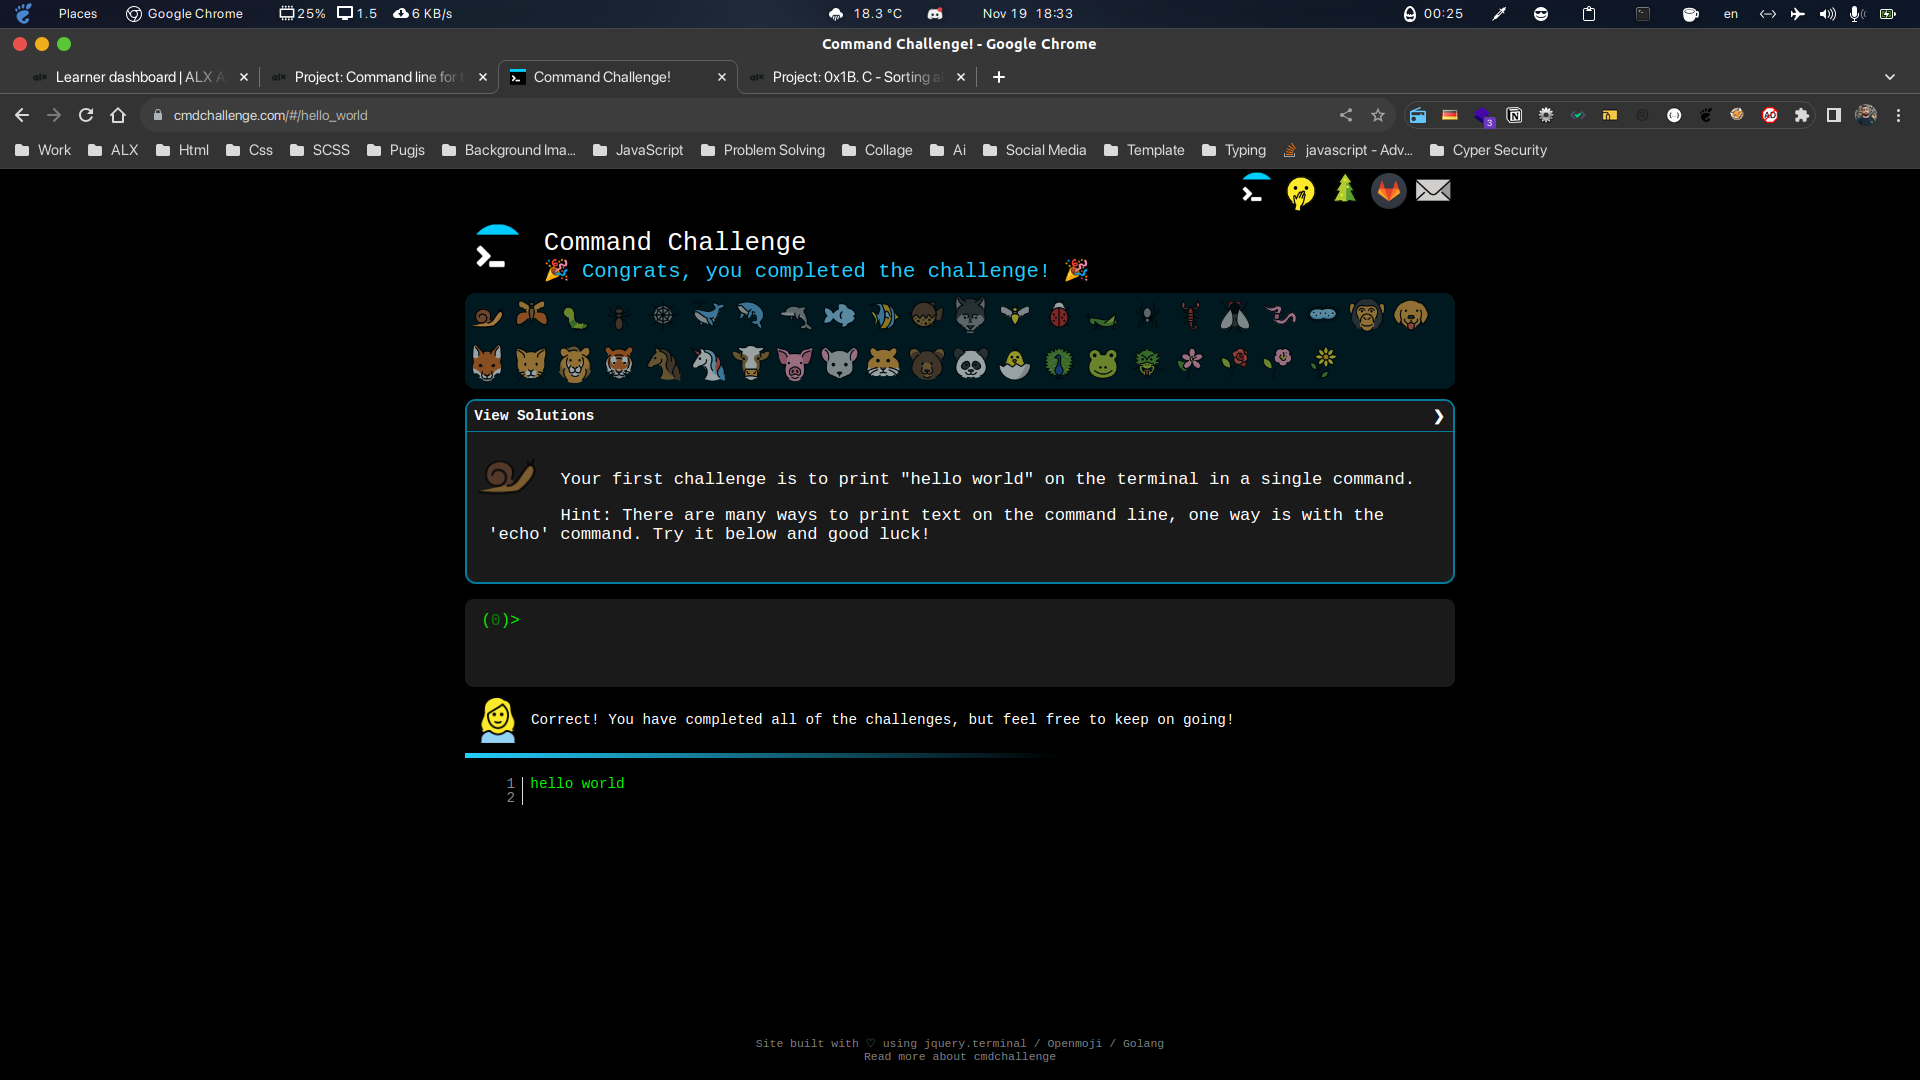 Places Google Chrome 25% 1.5 6 KB/s 18.3 °C Nov 19 18:33 00:25 en
Command Challenge! - Google Chrome
Learner dashboard | ALX A Project: Command line for t Command Challenge! Project: 0x1B. C - Sorting a
cmdchallenge.com/#/hello_world 3
Work ALX Html Css SCSS Pugjs Background Ima... JavaScript Problem Solving Collage Ai Social Media Template Typing javascript - Adv... Cyper Security
Command Challenge
Congrats, you completed the challenge!
View Solutions
Your first challenge is to print "hello world" on the terminal in a single command.
Hint: There are many ways to print text on the command line, one way is with the
'echo' command. Try it below and good luck!
(0)>
Correct! You have completed all of the challenges, but feel free to keep on going!
1 hello world
2
Site built with ♡ using jquery.terminal / Openmoji / Golang
Read more about cmdchallenge